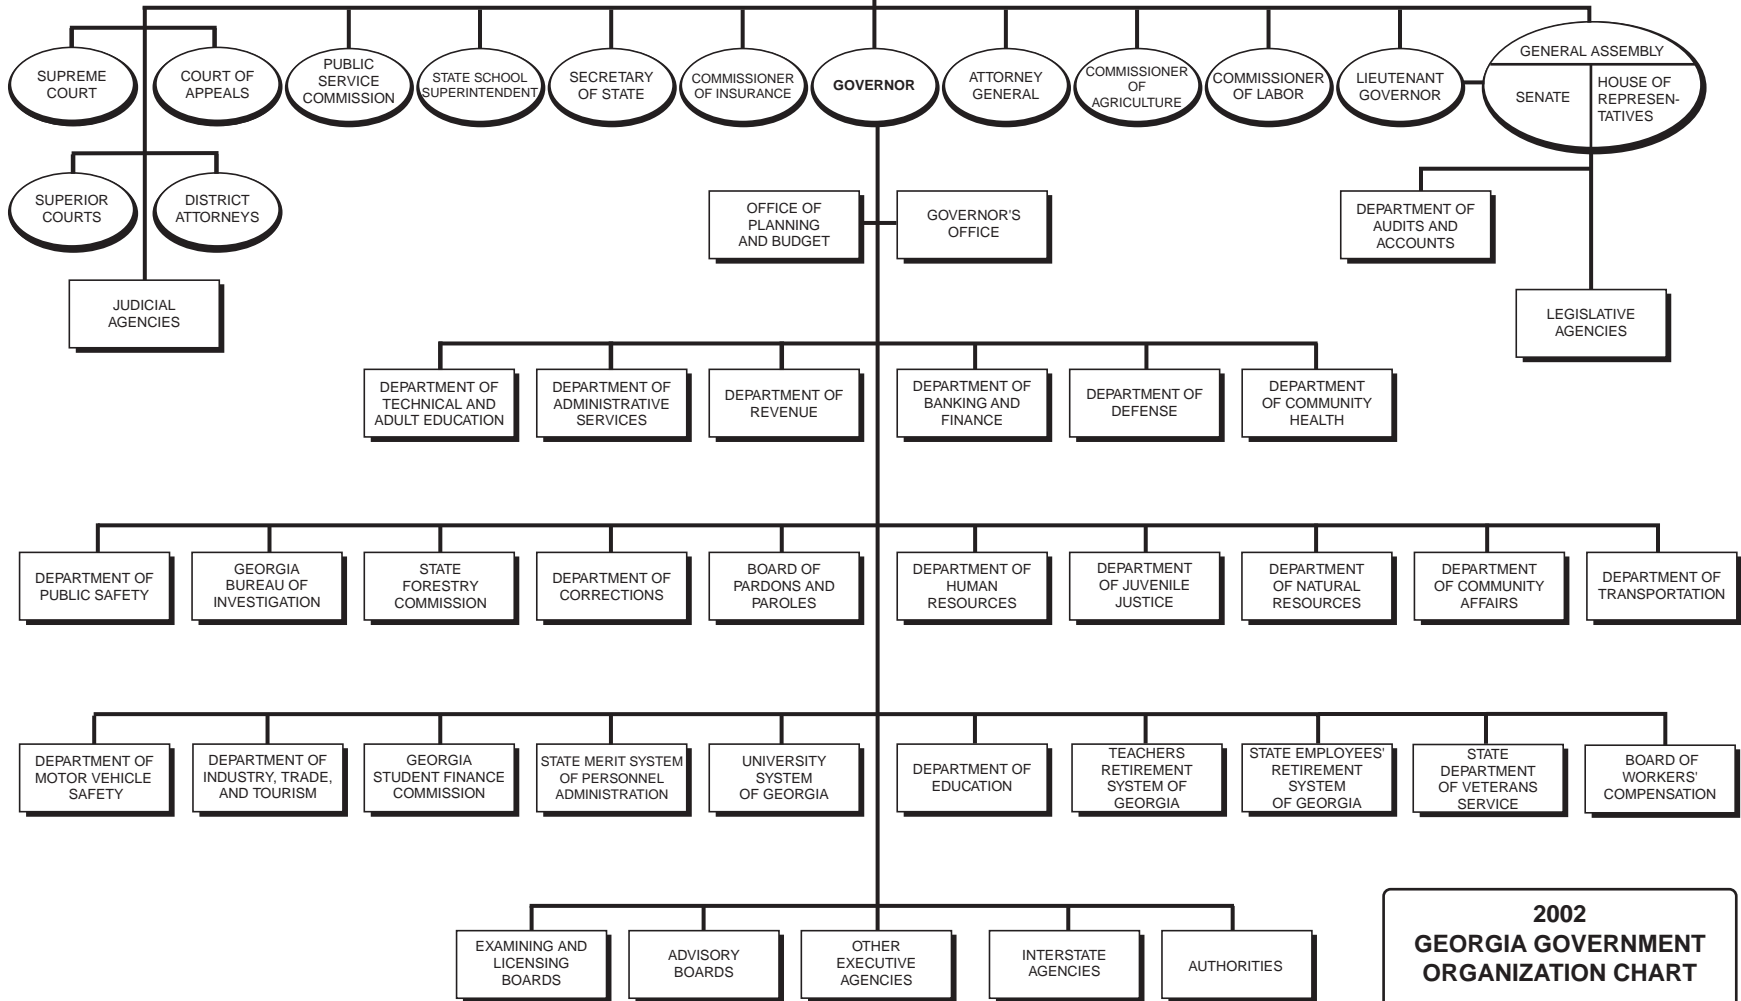 SUPREME
COURT
COURT OF
APPEALS
PUBLIC
SERVICE
COMMISSION
STATE SCHOOL
SUPERINTENDENT
SECRETARY
OF STATE
COMMISSIONER
OF INSURANCE
GOVERNOR
ATTORNEY
GENERAL
COMMISSIONER
OF
AGRICULTURE
COMMISSIONER
OF LABOR
LIEUTENANT
GOVERNOR
GENERAL ASSEMBLY
SENATE
HOUSE OF
REPRESEN-
TATIVES
SUPERIOR
COURTS
DISTRICT
ATTORNEYS
OFFICE OF
PLANNING
AND BUDGET
GOVERNOR'S
OFFICE
DEPARTMENT OF
AUDITS AND
ACCOUNTS
JUDICIAL
AGENCIES
LEGISLATIVE
AGENCIES
DEPARTMENT OF
TECHNICAL AND
ADULT EDUCATION
DEPARTMENT OF
ADMINISTRATIVE
SERVICES
DEPARTMENT OF
REVENUE
DEPARTMENT OF
BANKING AND
FINANCE
DEPARTMENT OF
DEFENSE
DEPARTMENT
OF COMMUNITY
HEALTH
DEPARTMENT OF
PUBLIC SAFETY
GEORGIA
BUREAU OF
INVESTIGATION
STATE
FORESTRY
COMMISSION
DEPARTMENT OF
CORRECTIONS
BOARD OF
PARDONS AND
PAROLES
DEPARTMENT OF
HUMAN
RESOURCES
DEPARTMENT
OF JUVENILE
JUSTICE
DEPARTMENT
OF NATURAL
RESOURCES
DEPARTMENT
OF COMMUNITY
AFFAIRS
DEPARTMENT OF
TRANSPORTATION
DEPARTMENT OF
MOTOR VEHICLE
SAFETY
DEPARTMENT OF
INDUSTRY, TRADE,
AND TOURISM
GEORGIA
STUDENT FINANCE
COMMISSION
STATE MERIT SYSTEM
OF PERSONNEL
ADMINISTRATION
UNIVERSITY
SYSTEM
OF GEORGIA
DEPARTMENT OF
EDUCATION
TEACHERS
RETIREMENT
SYSTEM OF
GEORGIA
STATE EMPLOYEES'
RETIREMENT
SYSTEM
OF GEORGIA
STATE
DEPARTMENT
OF VETERANS
SERVICE
BOARD OF
WORKERS'
COMPENSATION
EXAMINING AND
LICENSING
BOARDS
ADVISORY
BOARDS
OTHER
EXECUTIVE
AGENCIES
INTERSTATE
AGENCIES
AUTHORITIES
2002
GEORGIA GOVERNMENT
ORGANIZATION CHART